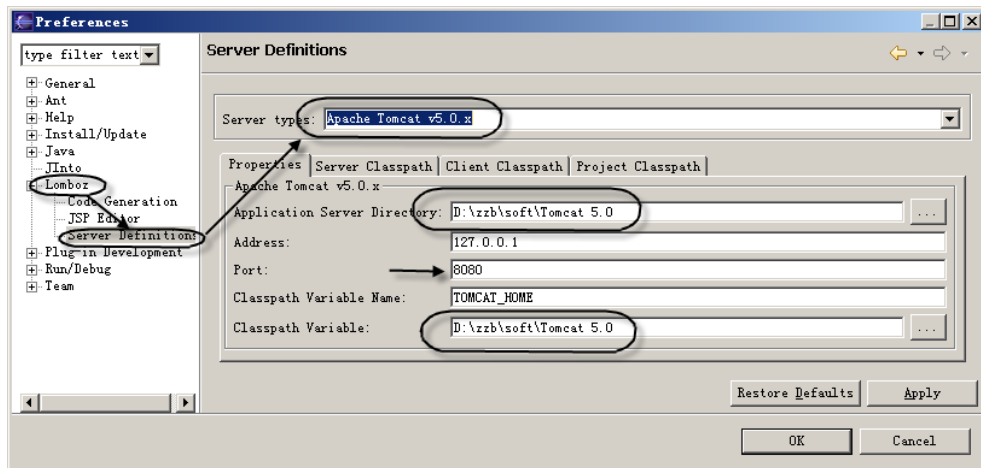 Preferences
type filter text
Server Definitions
General
Ant
Help
Install/Update
Java
JInto
Lomboz
Code Generation
JSP Editor
Server Definitions
Plug-in Development
Run/Debug
Team
Server types: Apache Tomcat v5.0.x
Properties Server Classpath Client Classpath Project Classpath
Apache Tomcat v5.0.x
Application Server Directory: D:\zzb\soft\Tomcat 5.0 ...
Address: 127.0.0.1
Port: 8080
Classpath Variable Name: TOMCAT_HOME
Classpath Variable: D:\zzb\soft\Tomcat 5.0 ...
Restore Defaults Apply
OK Cancel